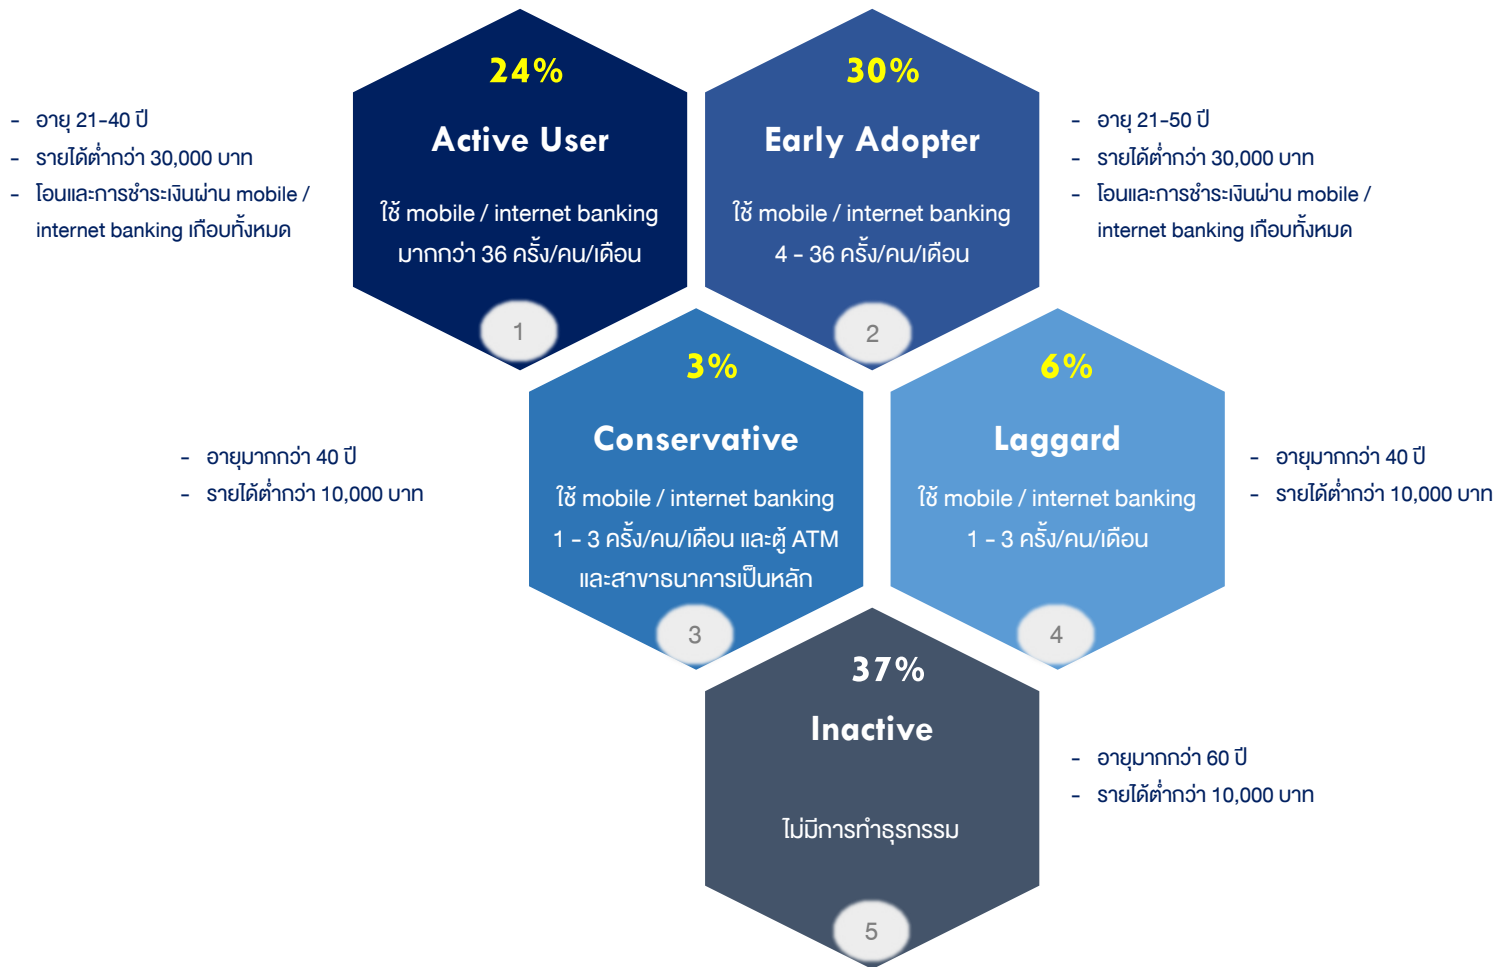 24%
Active User
ใช้ mobile / internet banking
มากกว่า 36 ครั้ง/คน/เดือน
1
- อายุ 21-40 ปี
- รายได้ต่ำกว่า 30,000 บาท
- โอนและการชำระเงินผ่าน mobile /
internet banking เกือบทั้งหมด
30%
Early Adopter
ใช้ mobile / internet banking
4 - 36 ครั้ง/คน/เดือน
2
- อายุ 21-50 ปี
- รายได้ต่ำกว่า 30,000 บาท
- โอนและการชำระเงินผ่าน mobile /
internet banking เกือบทั้งหมด
3%
Conservative
ใช้ mobile / internet banking
1 - 3 ครั้ง/คน/เดือน และตู้ ATM
และสาขาธนาคารเป็นหลัก
3
- อายุมากกว่า 40 ปี
- รายได้ต่ำกว่า 10,000 บาท
6%
Laggard
ใช้ mobile / internet banking
1 - 3 ครั้ง/คน/เดือน
4
- อายุมากกว่า 40 ปี
- รายได้ต่ำกว่า 10,000 บาท
37%
Inactive
ไม่มีการทำธุรกรรม
5
- อายุมากกว่า 60 ปี
- รายได้ต่ำกว่า 10,000 บาท